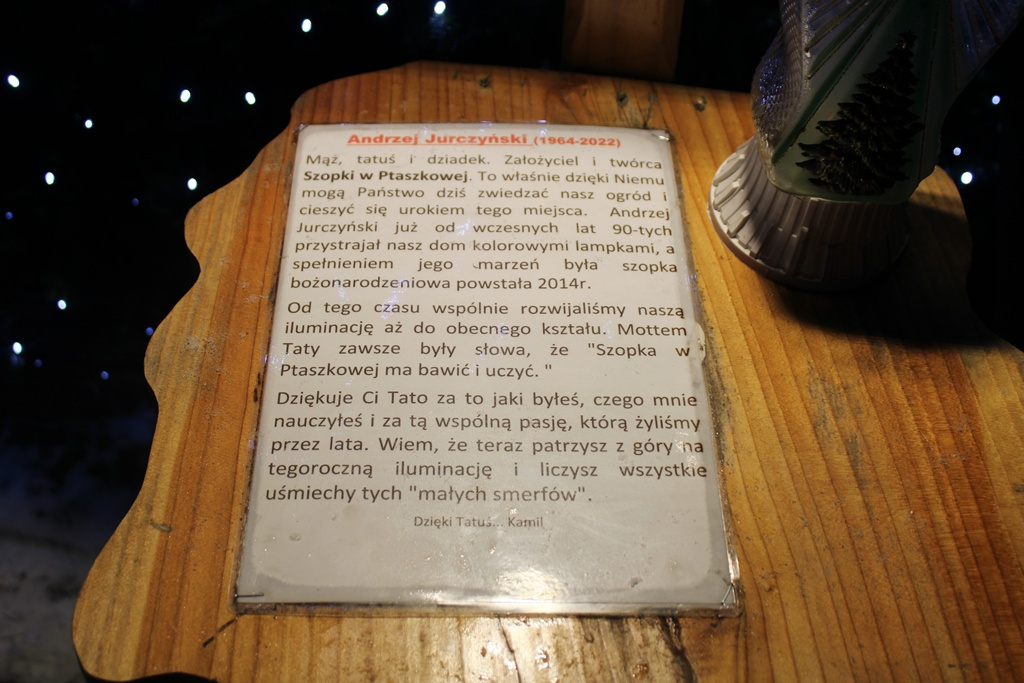 Andrzej Jurczyński (1964-2022)
Mąż, tatuś i dziadek. Założyciel i twórca
Szopki w Ptaszkowej. To właśnie dzięki Niemu
mogą Państwo dziś zwiedzać nasz ogród i
cieszyć się urokiem tego miejsca. Andrzej
Jurczyński już od wczesnych lat 90-tych
przystrajał nasz dom kolorowymi lampkami, a
spełnieniem jego marzeń była szopka
bożonarodzeniowa powstała 2014r.
Od tego czasu wspólnie rozwijaliśmy naszą
iluminację aż do obecnego kształtu. Mottem
Taty zawsze były słowa, że "Szopka w
Ptaszkowej ma bawić i uczyć. "
Dziękuje Ci Tato za to jaki byłeś, czego mnie
nauczyłeś i za tą wspólną pasję, którą żyliśmy
przez lata. Wiem, że teraz patrzysz z góry na
tegoroczną iluminację i liczysz wszystkie
uśmiechy tych "małych smerfów".
Dzięki Tatuś... Kamil